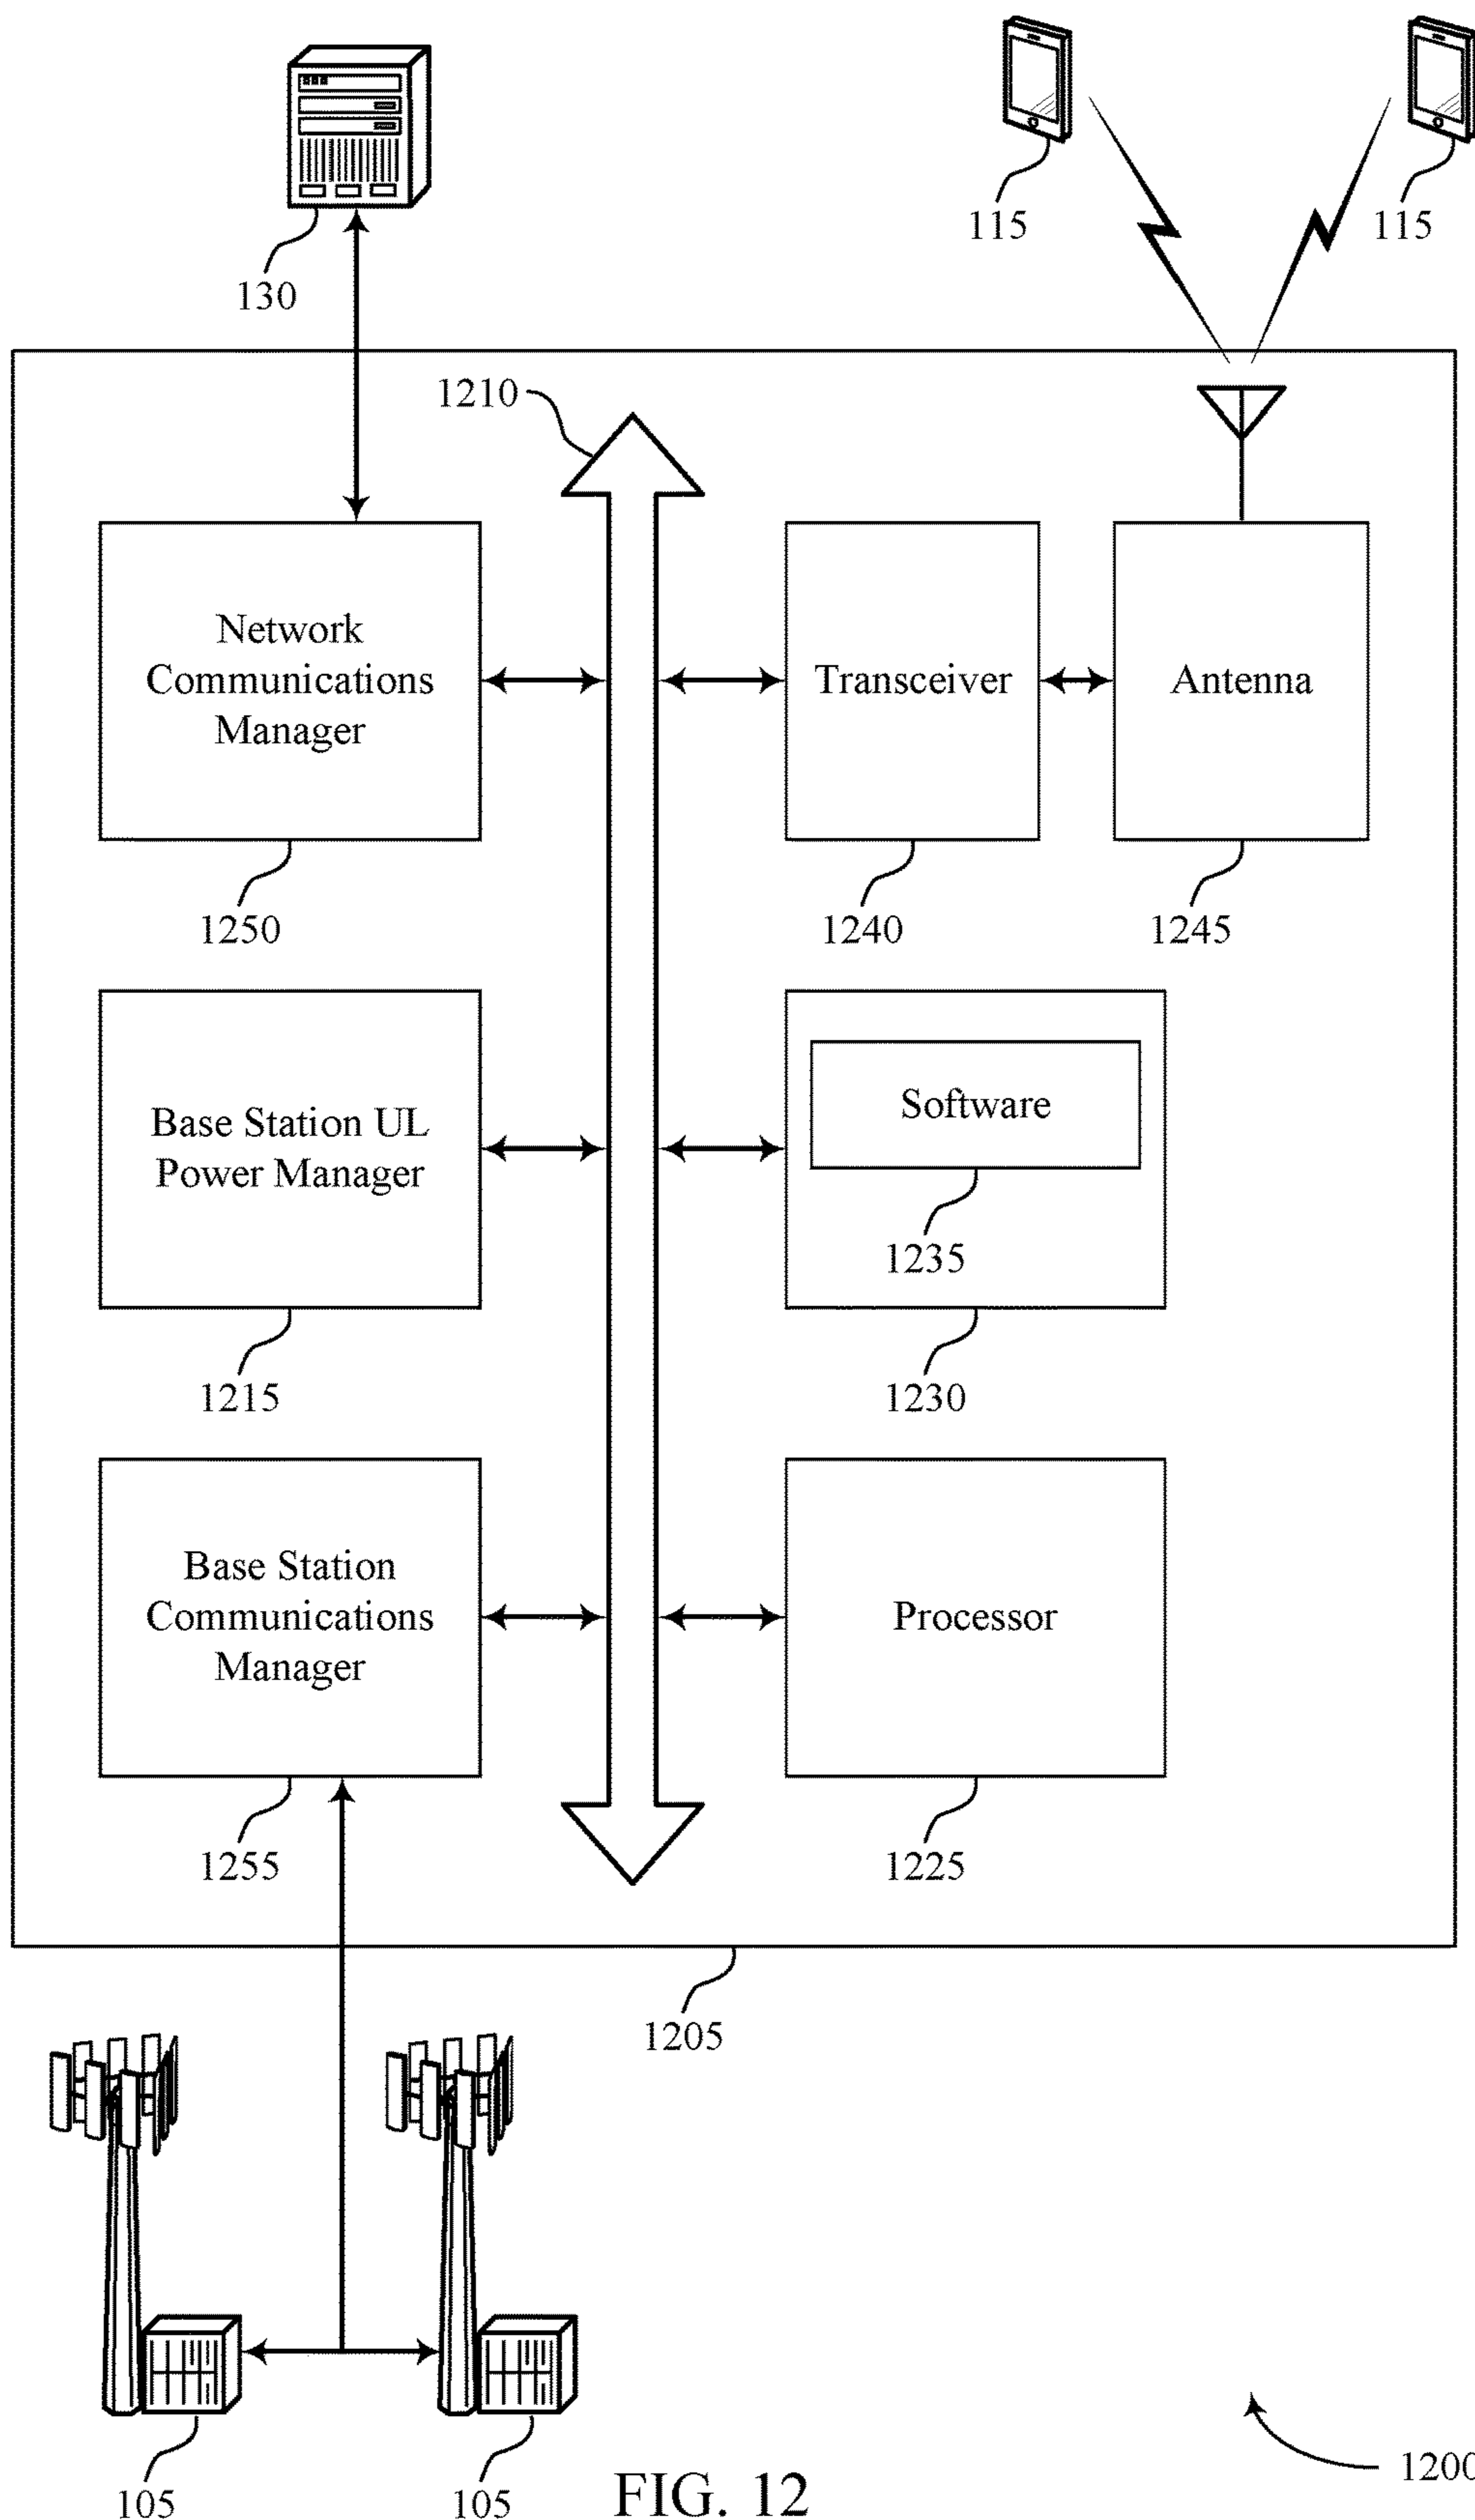 130
115
115
1210
Network
Communications
Manager
Transceiver
Antenna
1250
1240
1245
Base Station UL
Power Manager
Software
1235
1215
1230
Base Station
Communications
Manager
Processor
1255
1225
1205
105
105
FIG. 12
1200